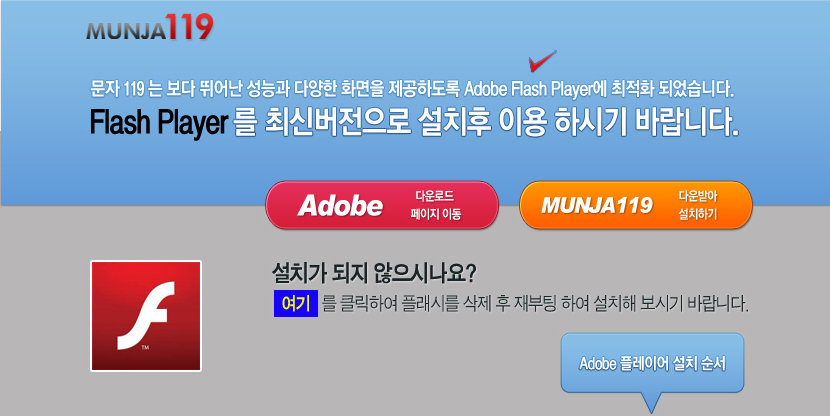 MUNJA119
문자 119 는 보다 뛰어난 성능과 다양한 화면을 제공하도록 Adobe Flash Player에 최적화 되었습니다.
Flash Player 를 최신버전으로 설치후 이용 하시기 바랍니다.
Adobe 다운로드
페이지 이동
MUNJA119 다운받아
설치하기
설치가 되지 않으시나요?
여기 를 클릭하여 플래시를 삭제 후 재부팅 하여 설치해 보시기 바랍니다.
TM
Adobe 플레이어 설치 순서